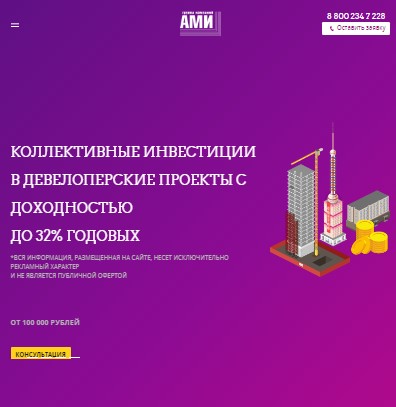 ГРУППА КОМПАНИЙ
АМИ
8 800 234 7 228
Оставить заявку
КОЛЛЕКТИВНЫЕ ИНВЕСТИЦИИ
В ДЕВЕЛОПЕРСКИЕ ПРОЕКТЫ С
ДОХОДНОСТЬЮ
ДО 32% ГОДОВЫХ
*ВСЯ ИНФОРМАЦИЯ, РАЗМЕЩЕННАЯ НА САЙТЕ, НЕСЕТ ИСКЛЮЧИТЕЛЬНО
РЕКЛАМНЫЙ ХАРАКТЕР
И НЕ ЯВЛЯЕТСЯ ПУБЛИЧНОЙ ОФЕРТОЙ
ОТ 100 000 РУБЛЕЙ
КОНСУЛЬТАЦИЯ